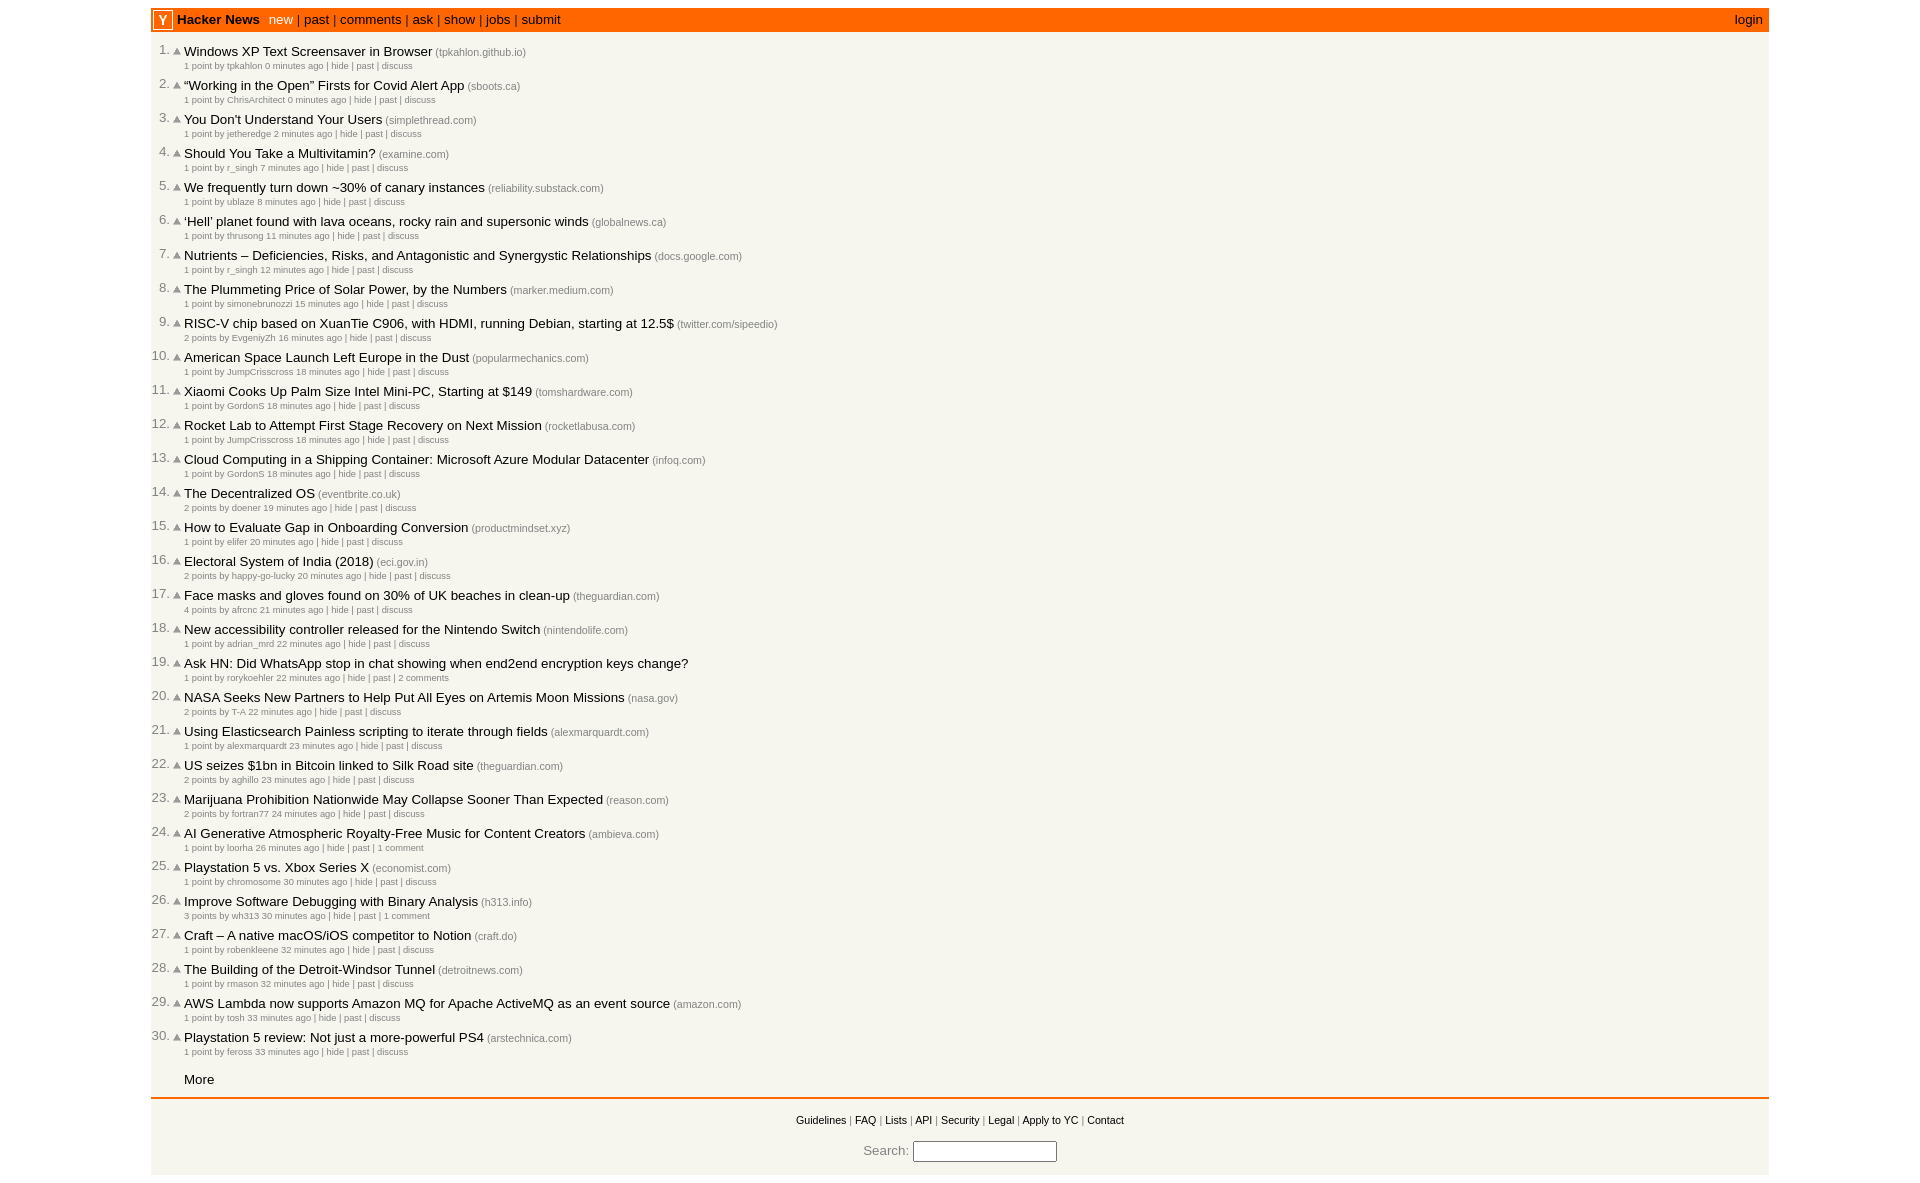 Y Hacker News new | past | comments | ask | show | jobs | submit login
1. Windows XP Text Screensaver in Browser (tpkahlon.github.io)
1 point by tpkahlon 0 minutes ago | hide | past | discuss
2. “Working in the Open” Firsts for Covid Alert App (sboots.ca)
1 point by ChrisArchitect 0 minutes ago | hide | past | discuss
3. You Don't Understand Your Users (simplethread.com)
1 point by jetheredge 2 minutes ago | hide | past | discuss
4. Should You Take a Multivitamin? (examine.com)
1 point by r_singh 7 minutes ago | hide | past | discuss
5. We frequently turn down ~30% of canary instances (reliability.substack.com)
1 point by ublaze 8 minutes ago | hide | past | discuss
6. ‘Hell’ planet found with lava oceans, rocky rain and supersonic winds (globalnews.ca)
1 point by thrusong 11 minutes ago | hide | past | discuss
7. Nutrients – Deficiencies, Risks, and Antagonistic and Synergystic Relationships (docs.google.com)
1 point by r_singh 12 minutes ago | hide | past | discuss
8. The Plummeting Price of Solar Power, by the Numbers (marker.medium.com)
1 point by simonebrunozzi 15 minutes ago | hide | past | discuss
9. RISC-V chip based on XuanTie C906, with HDMI, running Debian, starting at 12.5$ (twitter.com/sipeedio)
2 points by EvgeniyZh 16 minutes ago | hide | past | discuss
10. American Space Launch Left Europe in the Dust (popularmechanics.com)
1 point by JumpCrisscross 18 minutes ago | hide | past | discuss
11. Xiaomi Cooks Up Palm Size Intel Mini-PC, Starting at $149 (tomshardware.com)
1 point by GordonS 18 minutes ago | hide | past | discuss
12. Rocket Lab to Attempt First Stage Recovery on Next Mission (rocketlabusa.com)
1 point by JumpCrisscross 18 minutes ago | hide | past | discuss
13. Cloud Computing in a Shipping Container: Microsoft Azure Modular Datacenter (infoq.com)
1 point by GordonS 18 minutes ago | hide | past | discuss
14. The Decentralized OS (eventbrite.co.uk)
2 points by doener 19 minutes ago | hide | past | discuss
15. How to Evaluate Gap in Onboarding Conversion (productmindset.xyz)
1 point by elifer 20 minutes ago | hide | past | discuss
16. Electoral System of India (2018) (eci.gov.in)
2 points by happy-go-lucky 20 minutes ago | hide | past | discuss
17. Face masks and gloves found on 30% of UK beaches in clean-up (theguardian.com)
4 points by afrcnc 21 minutes ago | hide | past | discuss
18. New accessibility controller released for the Nintendo Switch (nintendolife.com)
1 point by adrian_mrd 22 minutes ago | hide | past | discuss
19. Ask HN: Did WhatsApp stop in chat showing when end2end encryption keys change?
1 point by rorykoehler 22 minutes ago | hide | past | 2 comments
20. NASA Seeks New Partners to Help Put All Eyes on Artemis Moon Missions (nasa.gov)
2 points by T-A 22 minutes ago | hide | past | discuss
21. Using Elasticsearch Painless scripting to iterate through fields (alexmarquardt.com)
1 point by alexmarquardt 23 minutes ago | hide | past | discuss
22. US seizes $1bn in Bitcoin linked to Silk Road site (theguardian.com)
2 points by aghillo 23 minutes ago | hide | past | discuss
23. Marijuana Prohibition Nationwide May Collapse Sooner Than Expected (reason.com)
2 points by fortran77 24 minutes ago | hide | past | discuss
24. AI Generative Atmospheric Royalty-Free Music for Content Creators (ambieva.com)
1 point by loorha 26 minutes ago | hide | past | 1 comment
25. Playstation 5 vs. Xbox Series X (economist.com)
1 point by chromosome 30 minutes ago | hide | past | discuss
26. Improve Software Debugging with Binary Analysis (h313.info)
3 points by wh313 30 minutes ago | hide | past | 1 comment
27. Craft – A native macOS/iOS competitor to Notion (craft.do)
1 point by robenkleene 32 minutes ago | hide | past | discuss
28. The Building of the Detroit-Windsor Tunnel (detroitnews.com)
1 point by rmason 32 minutes ago | hide | past | discuss
29. AWS Lambda now supports Amazon MQ for Apache ActiveMQ as an event source (amazon.com)
1 point by tosh 33 minutes ago | hide | past | discuss
30. Playstation 5 review: Not just a more-powerful PS4 (arstechnica.com)
1 point by feross 33 minutes ago | hide | past | discuss
More
Guidelines | FAQ | Lists | API | Security | Legal | Apply to YC | Contact
Search: